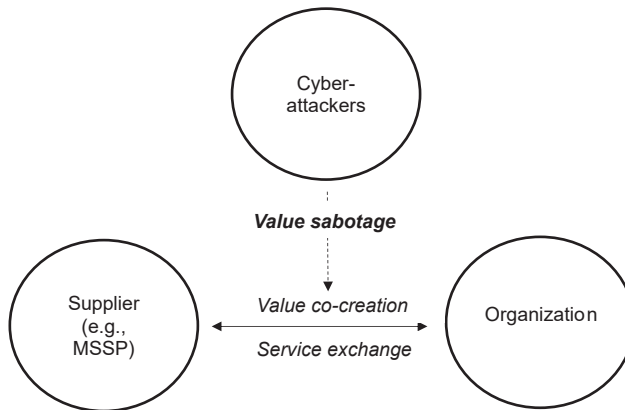 Cyber-
attackers
Value sabotage
Supplier
(e.g.,
MSSP)
Value co-creation
Service exchange
Organization